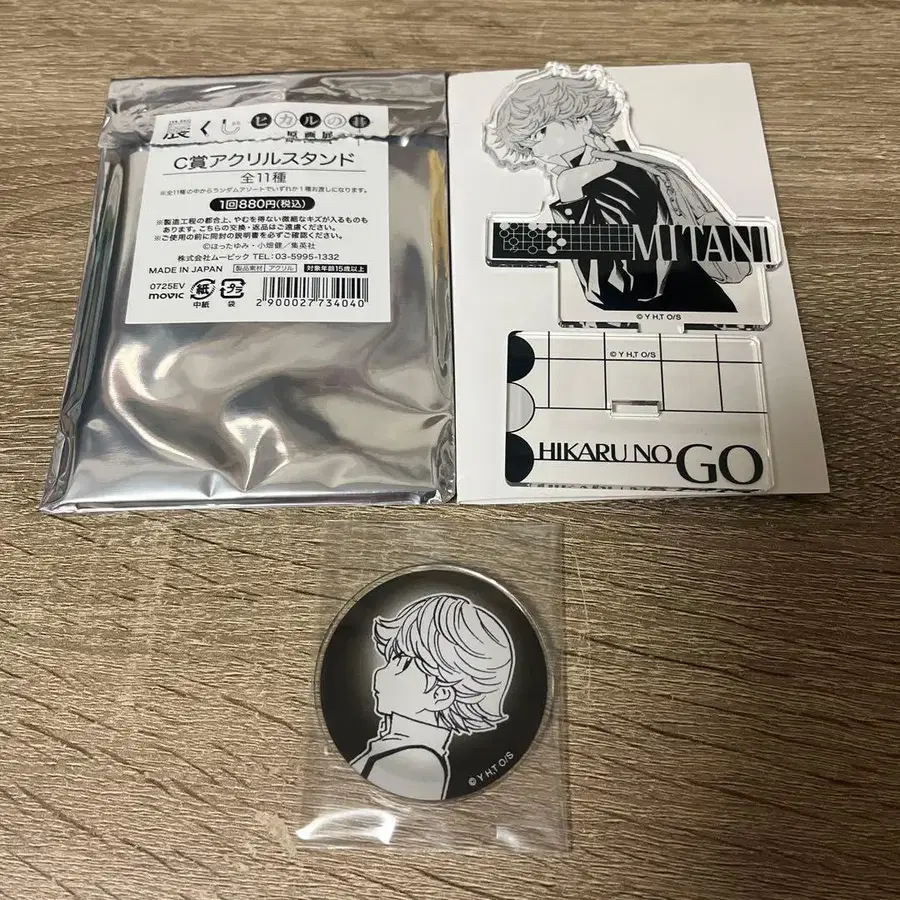 展くじ ヒカルの碁
原画展
C賞アクリルスタンド
全11種
※全11種の中からランダムアソートでいずれか1種お渡しになります。
1回880円(税込)
※製造工程の都合上、やむを得ない微細なキズが入るものも
あります。こちらの交換・返品はご遠慮ください。
※ご使用の前に同封の説明書を必ずご確認ください。
©ほったゆみ・小畑健/集英社
株式会社ムービック TEL:03-5995-1332
MADE IN JAPAN 製品素材 アクリル 対象年齢15歳以上
0725EV
movic 紙 プラ
中紙 袋
2900027734040
MITANI
©Y H,T O/S
©Y H,T O/S
HIKARU NO GO
©Y H,T O/S